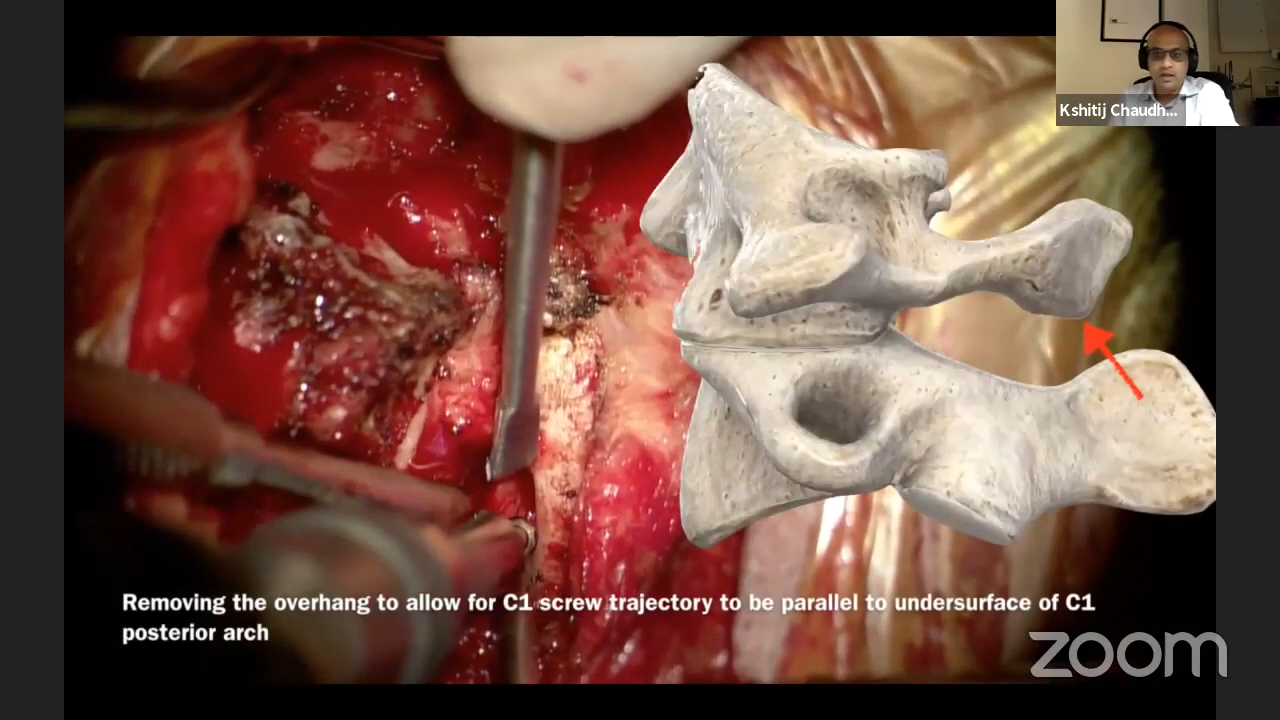 Kshitij Chaudh...
Removing the overhang to allow for C1 screw trajectory to be parallel to undersurface of C1
posterior arch
zoom